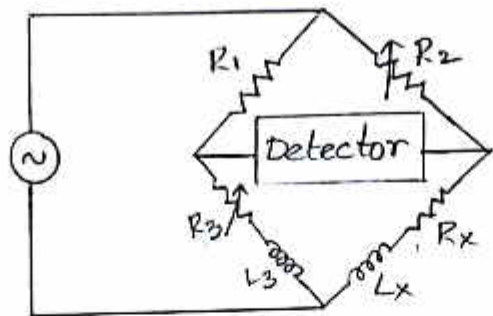 R1
R2
Detector
R3
L3
Lx
Rx